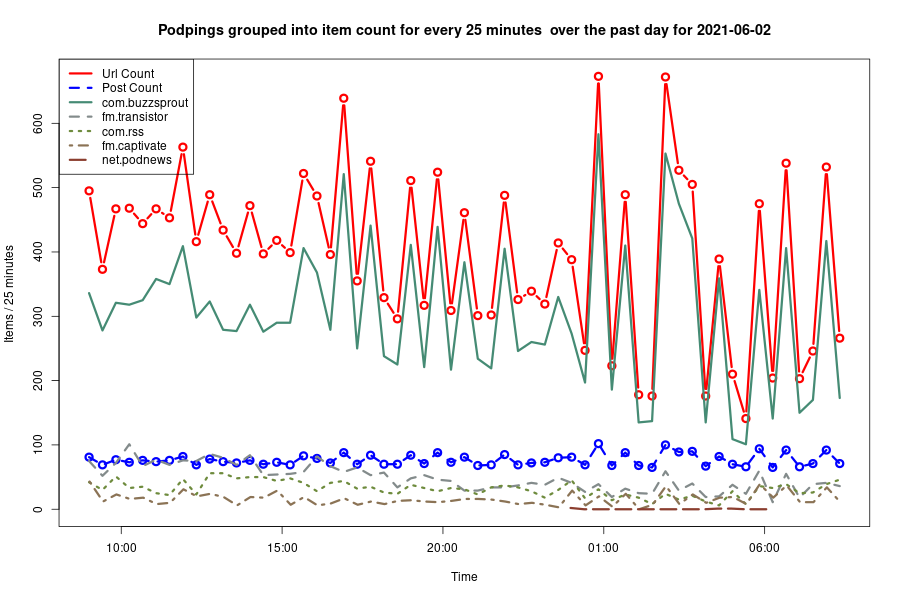 Podpings grouped into item count for every 25 minutes  over the past day for 2021-06-02
Url Count
Post Count
com.buzzsprout
fm.transistor
com.rss
fm.captivate
net.podnews
Items / 25 minutes
600
500
400
300
200
100
0
10:00 15:00 20:00 01:00 06:00
Time